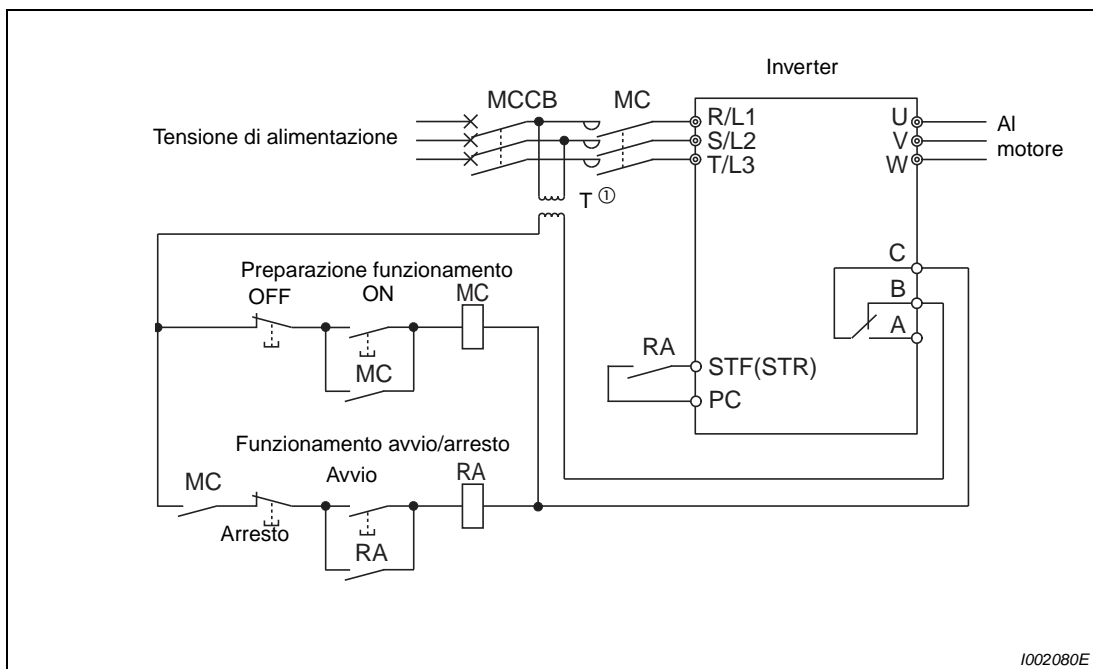 Inverter
MCCB
MC
Tensione di alimentazione
R/L1
S/L2
T/L3
U
V
W
Al
motore
T ①
C
B
A
Preparazione funzionamento
OFF
ON
MC
MC
RA
STF(STR)
PC
Funzionamento avvio/arresto
MC
Avvio
RA
Arresto
RA
I002080E